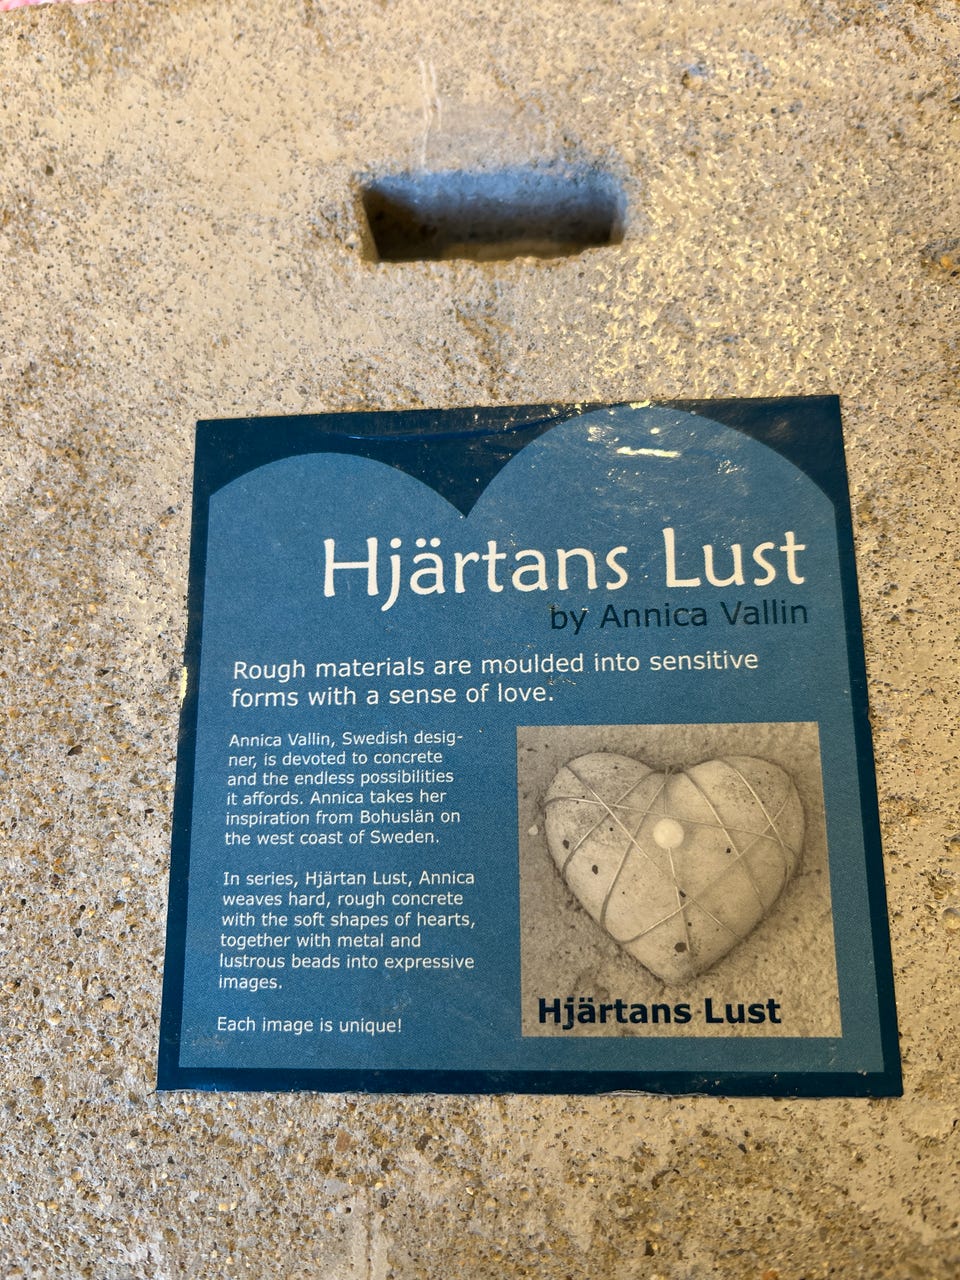 Hjärtans Lust
by Annica Vallin
Rough materials are moulded into sensitive
forms with a sense of love.
Annica Vallin, Swedish desig-
ner, is devoted to concrete
and the endless possibilities
it affords. Annica takes her
inspiration from Bohuslän on
the west coast of Sweden.
In series, Hjärtan Lust, Annica
weaves hard, rough concrete
with the soft shapes of hearts,
together with metal and
lustrous beads into expressive
images.
Each image is unique!
Hjärtans Lust